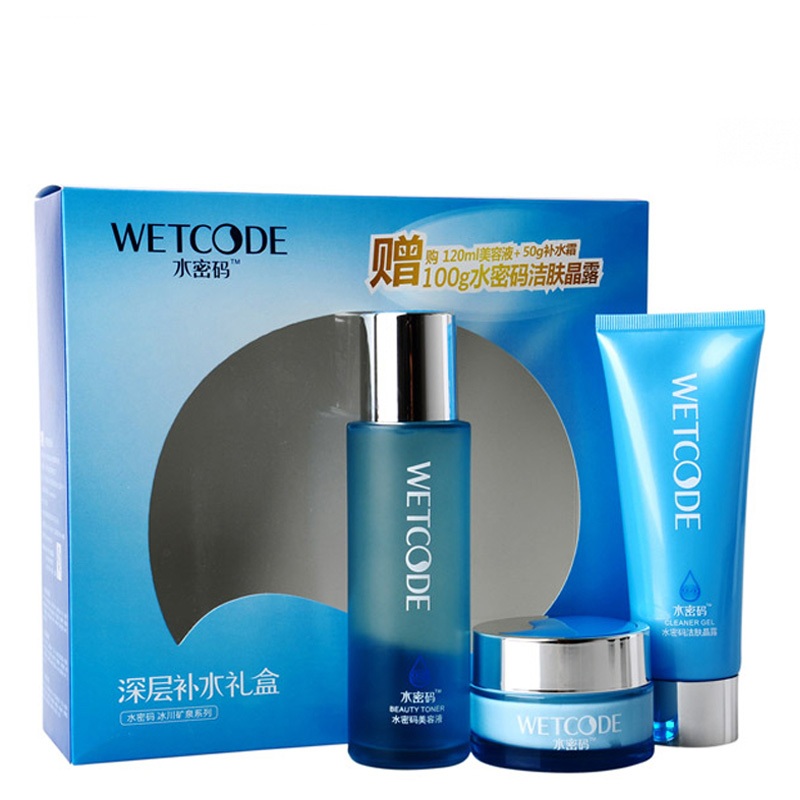 WETCODE
水密码™
赠 购 120ml美容液+50g补水霜
100g水密码洁肤晶露
深层补水礼盒
水密码 冰川矿泉系列
WETCODE
水密码™
BEAUTY TONER
水密码美容液
WETCODE
水密码™
WETCODE
水密码™
CLEANER GEL
水密码洁肤晶露